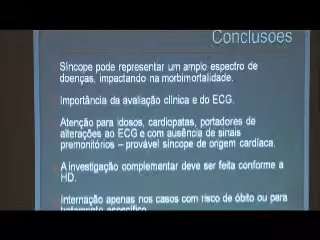 Conclusões
Síncope pode representar um amplo espectro de
doenças, impactando na morbimortalidade.
Importância da avaliação clínica e do ECG.
Atenção para idosos, cardiopatas, portadores de
alterações ao ECG e com ausência de sinais
premonitórios – provável síncope de origem cardíaca.
A investigação complementar deve ser feita conforme a
HD.
Internação apenas nos casos com risco de óbito ou para
tratamento específico.